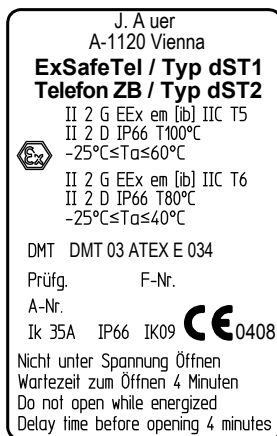 J. A uer
A-1120 Vienna
ExSafeTel / Typ dST1
Telefon ZB / Typ dST2
II 2 G EEx em [ib] IIC T5
II 2 D IP66 T100°C
-25°C≤Ta≤60°C
II 2 G EEx em [ib] IIC T6
II 2 D IP66 T80°C
-25°C≤Ta≤40°C
DMT DMT 03 ATEX E 034
Prüfg. F-Nr.
A-Nr.
Ik 35A IP66 IK09 CE 0408
Nicht unter Spannung Öffnen
Wartezeit zum Öffnen 4 Minuten
Do not open while energized
Delay time before opening 4 minutes